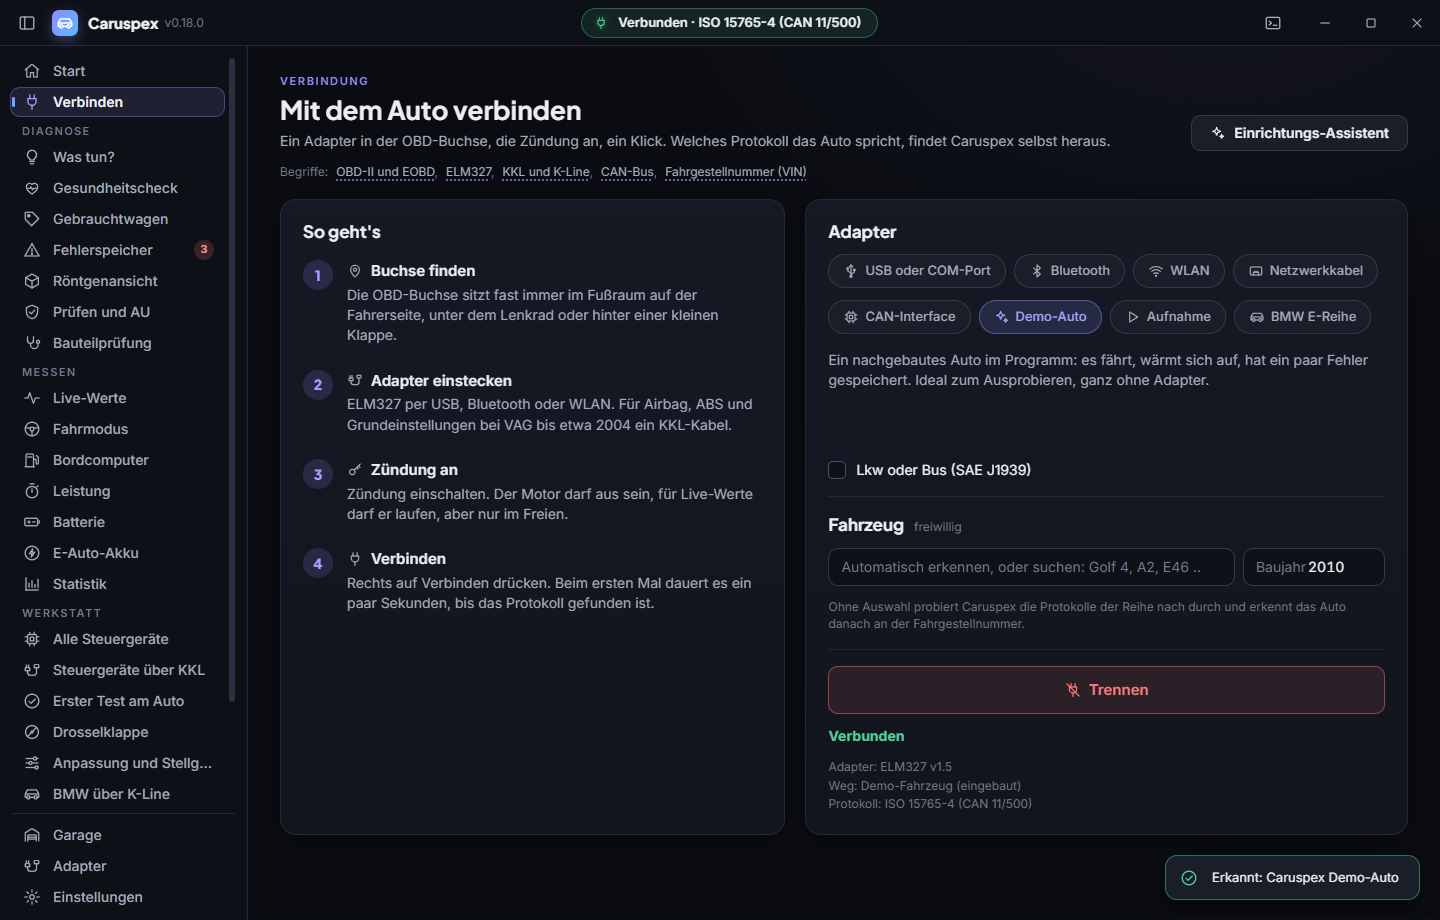 Caruspex v0.18.0
Verbunden · ISO 15765-4 (CAN 11/500)
Start
Verbinden
DIAGNOSE
Was tun?
Gesundheitscheck
Gebrauchtwagen
Fehlerspeicher 3
Röntgenansicht
Prüfen und AU
Bauteilprüfung
MESSEN
Live-Werte
Fahrmodus
Bordcomputer
Leistung
Batterie
E-Auto-Akku
Statistik
WERKSTATT
Alle Steuergeräte
Steuergeräte über KKL
Erster Test am Auto
Drosselklappe
Anpassung und Stellg...
BMW über K-Line
Garage
Adapter
Einstellungen
VERBINDUNG
Mit dem Auto verbinden
Ein Adapter in der OBD-Buchse, die Zündung an, ein Klick. Welches Protokoll das Auto spricht, findet Caruspex selbst heraus.
Begriffe: OBD-II und EOBD, ELM327, KKL und K-Line, CAN-Bus, Fahrgestellnummer (VIN)
Einrichtungs-Assistent
So geht's
1 Buchse finden
Die OBD-Buchse sitzt fast immer im Fußraum auf der
Fahrerseite, unter dem Lenkrad oder hinter einer kleinen
Klappe.
2 Adapter einstecken
ELM327 per USB, Bluetooth oder WLAN. Für Airbag, ABS und
Grundeinstellungen bei VAG bis etwa 2004 ein KKL-Kabel.
3 Zündung an
Zündung einschalten. Der Motor darf aus sein, für Live-Werte
darf er laufen, aber nur im Freien.
4 Verbinden
Rechts auf Verbinden drücken. Beim ersten Mal dauert es ein
paar Sekunden, bis das Protokoll gefunden ist.
Adapter
USB oder COM-Port Bluetooth WLAN Netzwerkkabel
CAN-Interface Demo-Auto Aufnahme BMW E-Reihe
Ein nachgebautes Auto im Programm: es fährt, wärmt sich auf, hat ein paar Fehler
gespeichert. Ideal zum Ausprobieren, ganz ohne Adapter.
Lkw oder Bus (SAE J1939)
Fahrzeug freiwillig
Automatisch erkennen, oder suchen: Golf 4, A2, E46 .. Baujahr 2010
Ohne Auswahl probiert Caruspex die Protokolle der Reihe nach durch und erkennt das Auto
danach an der Fahrgestellnummer.
Trennen
Verbunden
Adapter: ELM327 v1.5
Weg: Demo-Fahrzeug (eingebaut)
Protokoll: ISO 15765-4 (CAN 11/500)
Erkannt: Caruspex Demo-Auto